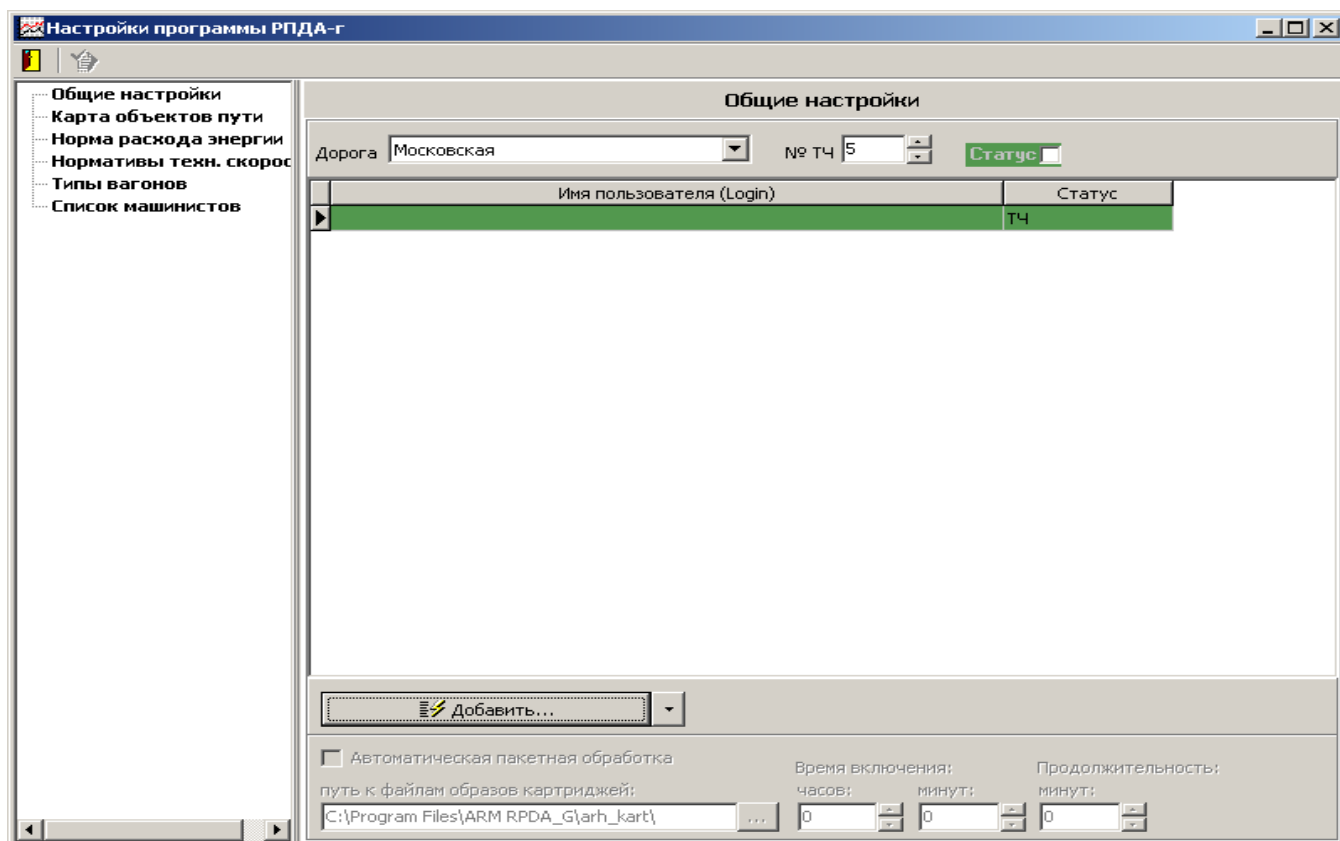 Настройки программы РПДА-г
Общие настройки
Карта объектов пути
Норма расхода энергии
Нормативы техн. скорос
Типы вагонов
Список машинистов
Общие настройки
Дорога Московская № ТЧ 5 Статус
Имя пользователя (Login) Статус
ТЧ
Добавить...
Автоматическая пакетная обработка
Время включения: Продолжительность:
путь к файлам образов картриджей: часов: минут: минут:
C:\Program Files\ARM RPDA_G\arh_kart\ ... 0 0 0